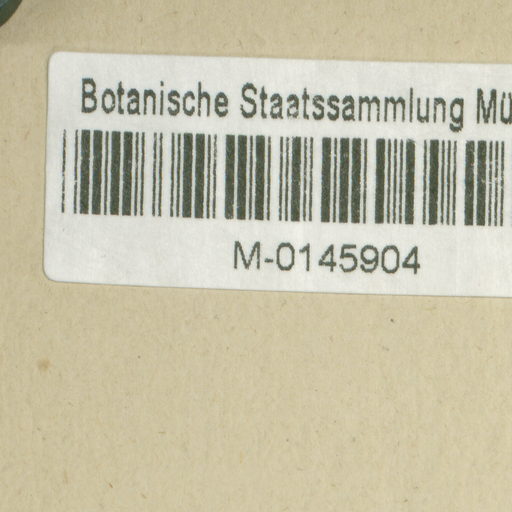 Botanische Staatssammlung Mü
M-0145904